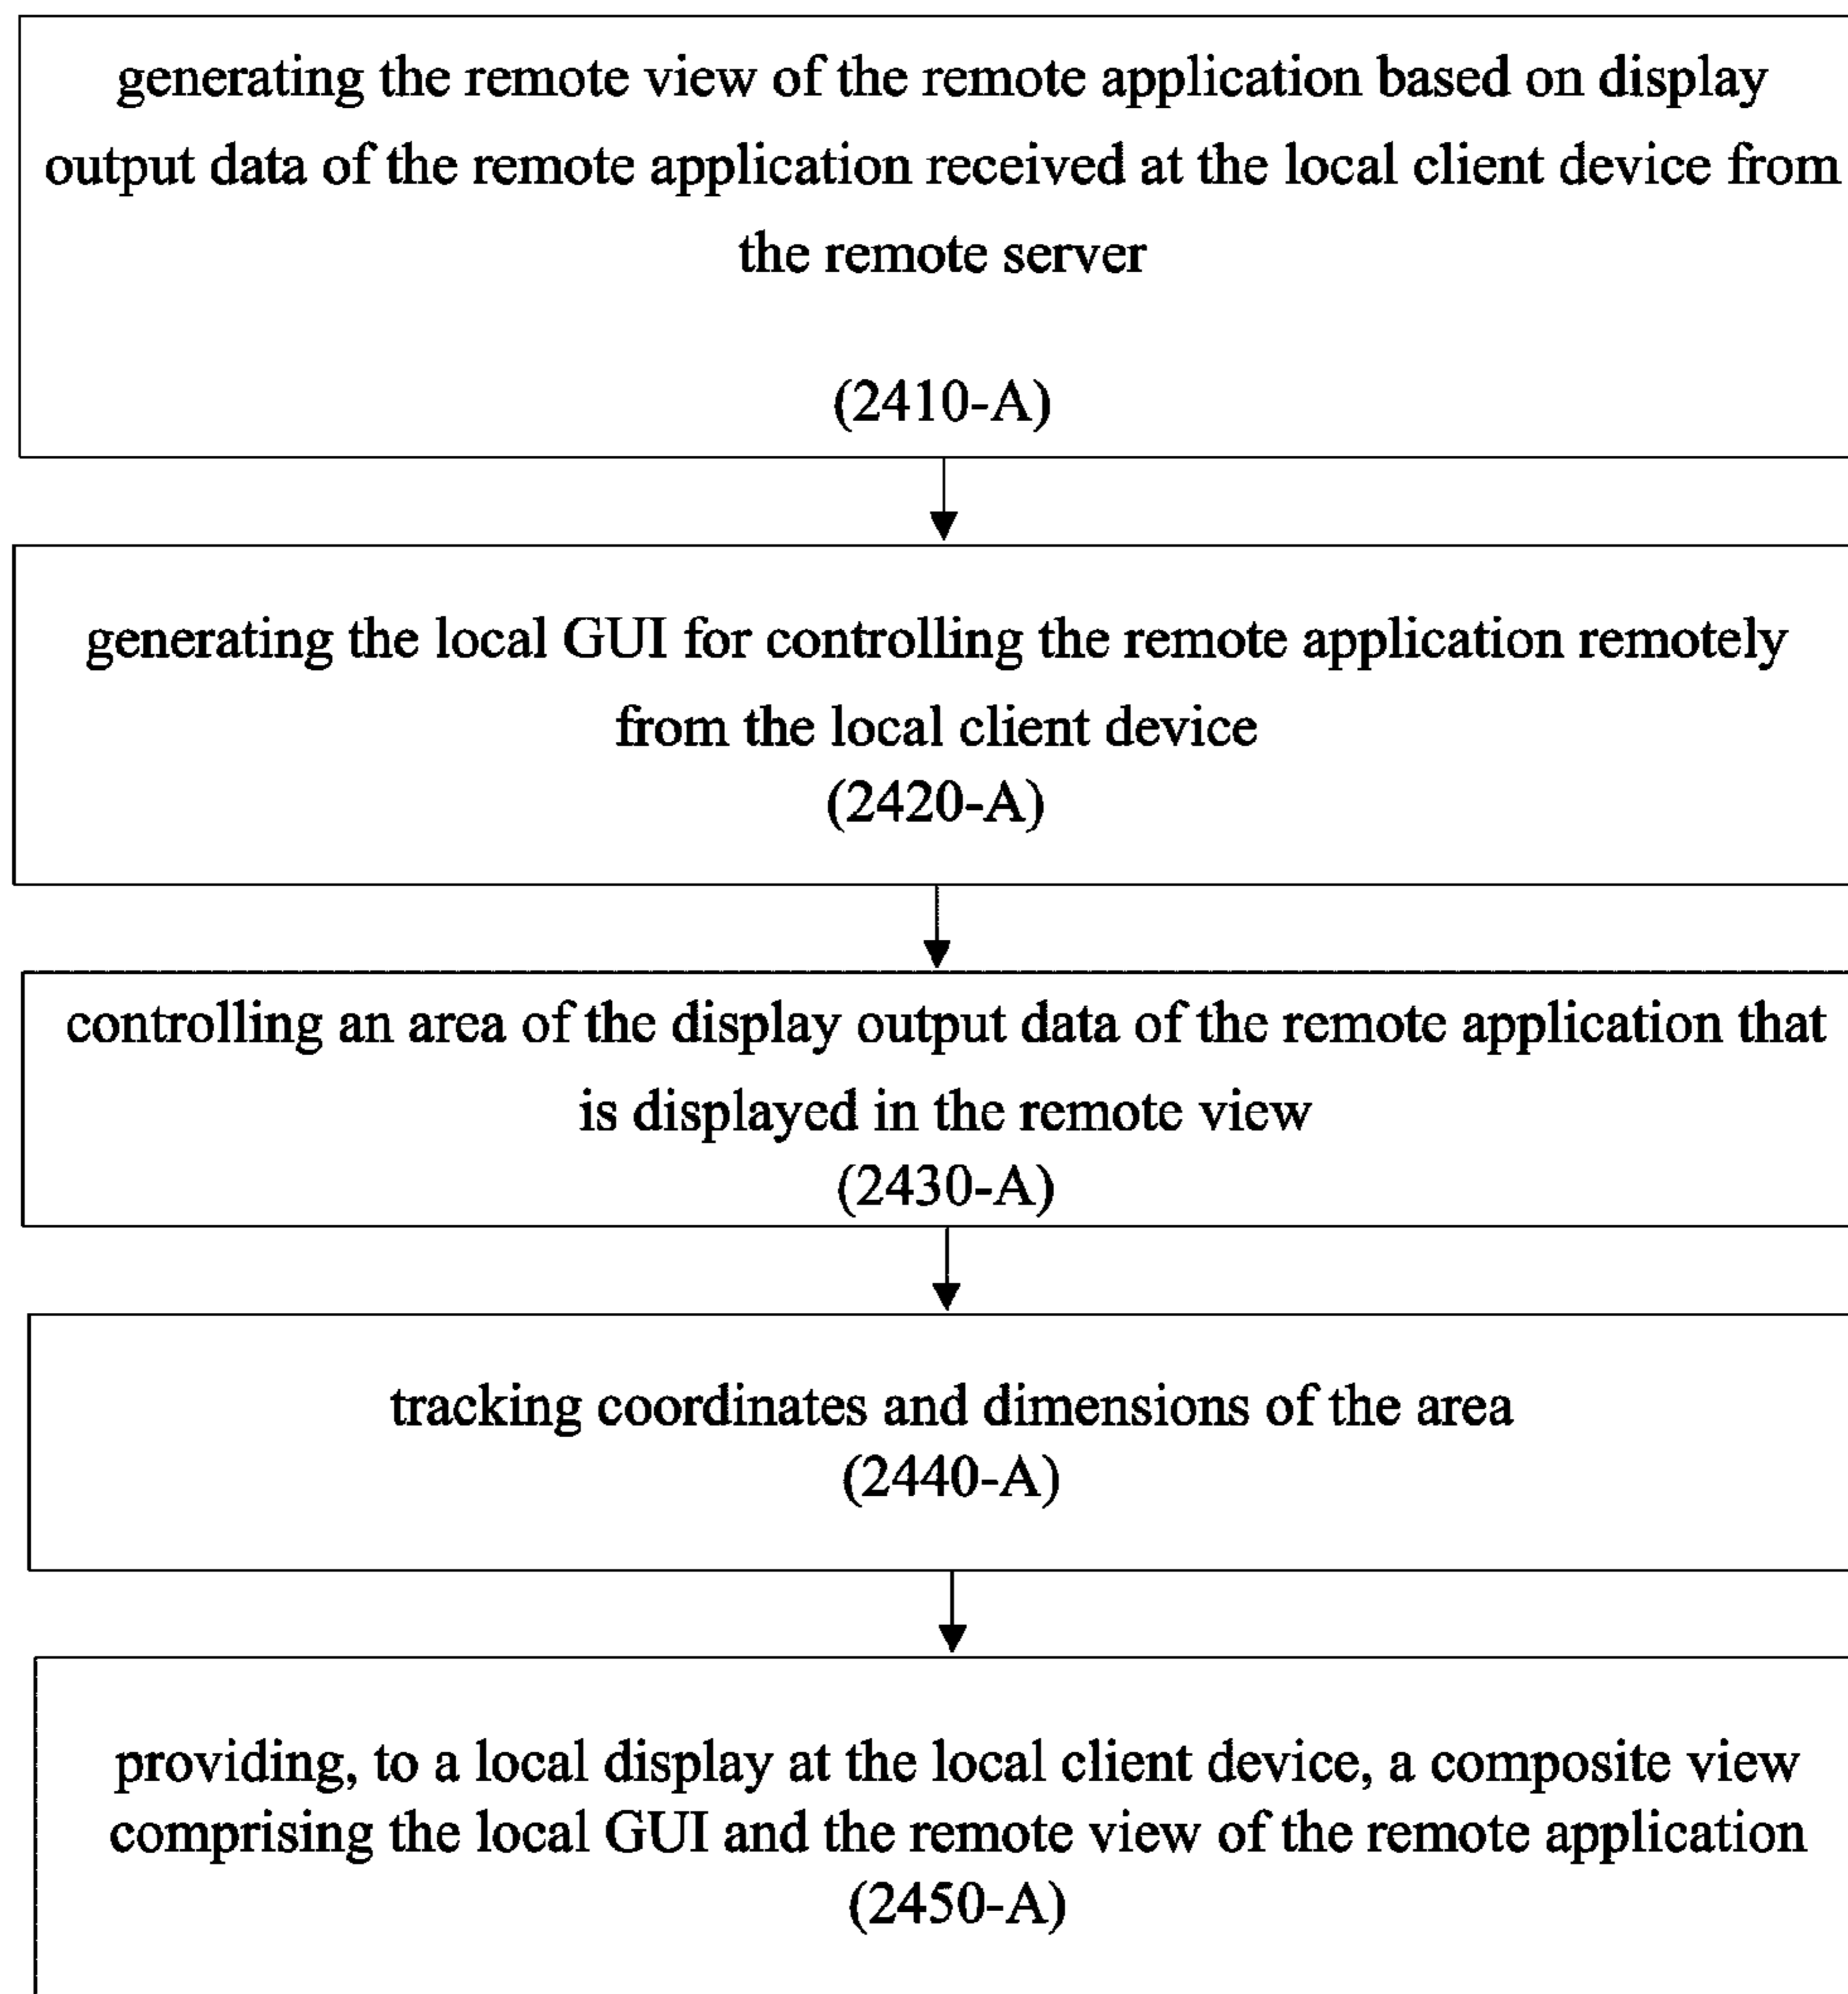 generating the remote view of the remote application based on display
output data of the remote application received at the local client device from
the remote server
(2410-A)
generating the local GUI for controlling the remote application remotely
from the local client device
(2420-A)
controlling an area of the display output data of the remote application that
is displayed in the remote view
(2430-A)
tracking coordinates and dimensions of the area
(2440-A)
providing, to a local display at the local client device, a composite view
comprising the local GUI and the remote view of the remote application
(2450-A)